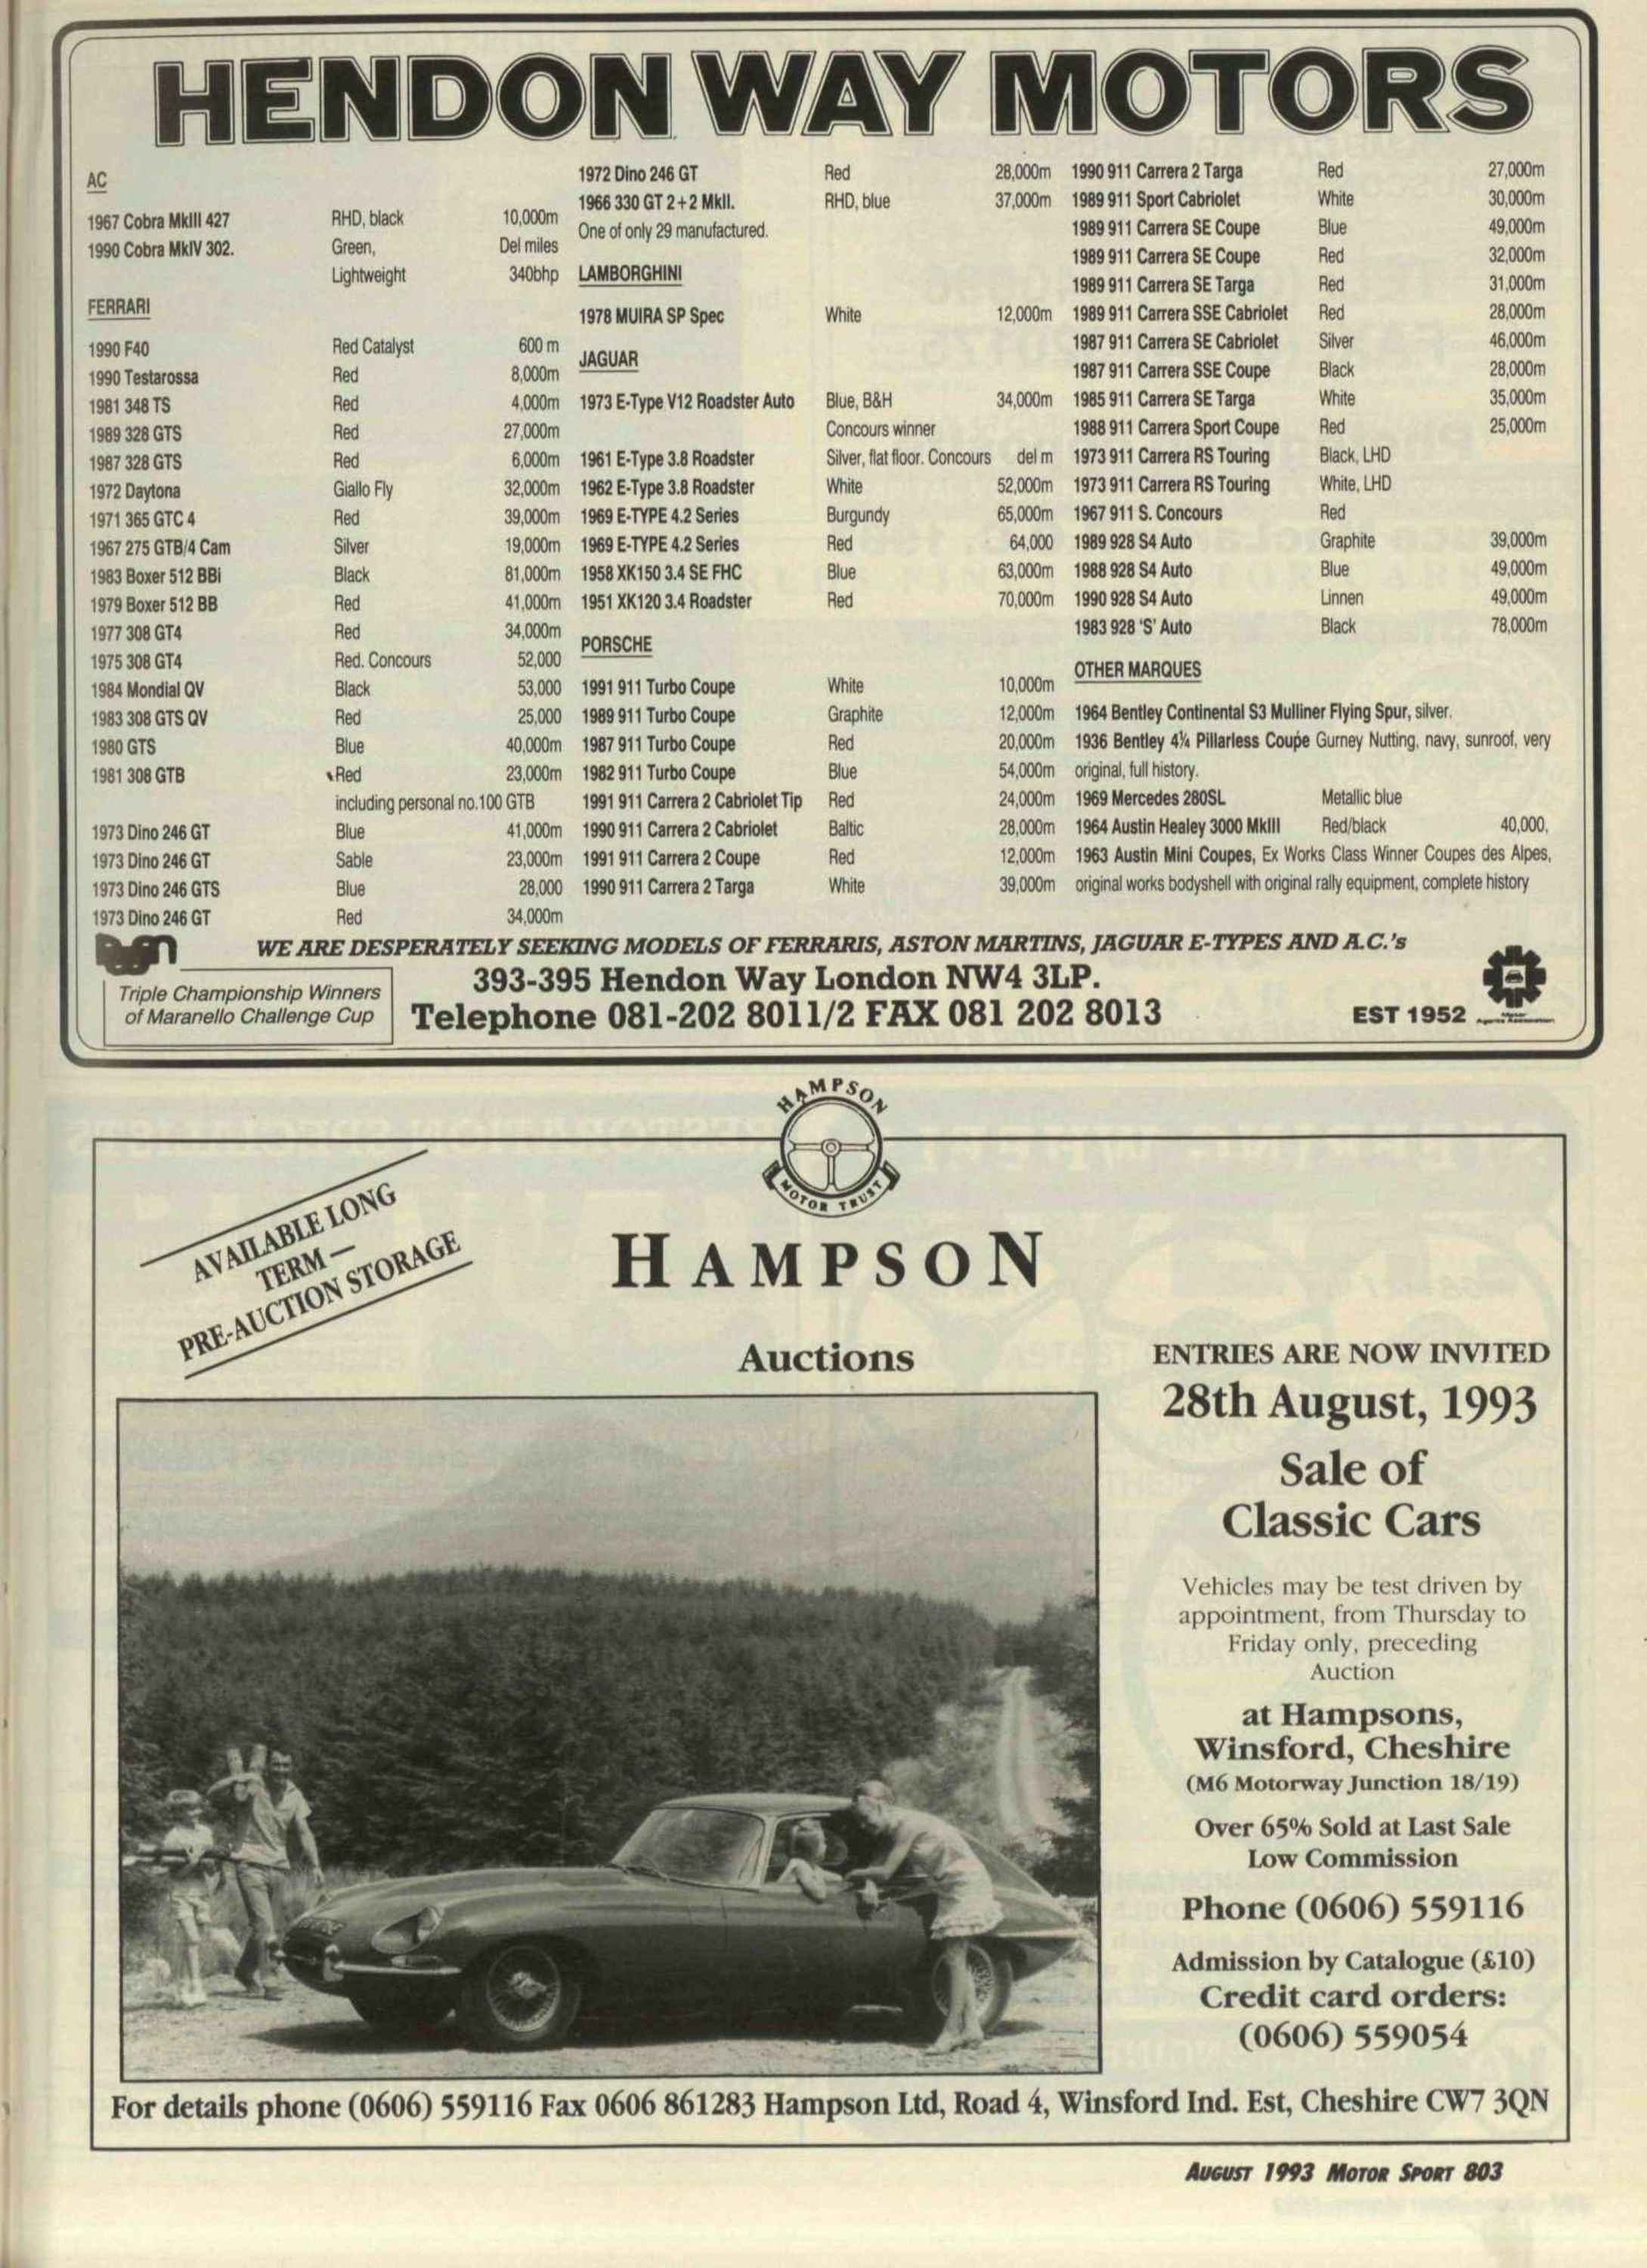 HENDON WAY MOTORS
AC
1967 Cobra MkIII 427 RHD, black 10,000m
1990 Cobra MkIV 302. Green, Del miles
Lightweight 340bhp
FERRARI
1990 F40 Red Catalyst 600 m
1990 Testarossa Red 8,000m
1981 348 TS Red 4,000m
1989 328 GTS Red 27,000m
1987 328 GTS Red 6,000m
1972 Daytona Giallo Fly 32,000m
1971 365 GTC 4 Red 39,000m
1967 275 GTB/4 Cam Silver 19,000m
1983 Boxer 512 BBi Black 81,000m
1979 Boxer 512 BB Red 41,000m
1977 308 GT4 Red 34,000m
1975 308 GT4 Red. Concours 52,000
1984 Mondial QV Black 53,000
1983 308 GTS QV Red 25,000
1980 GTS Blue 40,000m
1981 308 GTB Red 23,000m
including personal no.100 GTB
1973 Dino 246 GT Blue 41,000m
1973 Dino 246 GT Sable 23,000m
1973 Dino 246 GTS Blue 28,000
1973 Dino 246 GT Red 34,000m
1972 Dino 246 GT Red 28,000m
1966 330 GT 2+2 MkII. RHD, blue 37,000m
One of only 29 manufactured.
LAMBORGHINI
1978 MUIRA SP Spec White 12,000m
JAGUAR
1973 E-Type V12 Roadster Auto Blue, B&H 34,000m
Concours winner
1961 E-Type 3.8 Roadster Silver, flat floor. Concours del m
1962 E-Type 3.8 Roadster White 52,000m
1969 E-TYPE 4.2 Series Burgundy 65,000m
1969 E-TYPE 4.2 Series Red 64,000
1958 XK150 3.4 SE FHC Blue 63,000m
1951 XK120 3.4 Roadster Red 70,000m
PORSCHE
1991 911 Turbo Coupe White 10,000m
1989 911 Turbo Coupe Graphite 12,000m
1987 911 Turbo Coupe Red 20,000m
1982 911 Turbo Coupe Blue 54,000m
1991 911 Carrera 2 Cabriolet Tip Red 24,000m
1990 911 Carrera 2 Cabriolet Baltic 28,000m
1991 911 Carrera 2 Coupe Red 12,000m
1990 911 Carrera 2 Targa White 39,000m
1990 911 Carrera 2 Targa Red 27,000m
1989 911 Sport Cabriolet White 30,000m
1989 911 Carrera SE Coupe Blue 49,000m
1989 911 Carrera SE Coupe Red 32,000m
1989 911 Carrera SE Targa Red 31,000m
1989 911 Carrera SSE Cabriolet Red 28,000m
1987 911 Carrera SE Cabriolet Silver 46,000m
1987 911 Carrera SSE Coupe Black 28,000m
1985 911 Carrera SE Targa White 35,000m
1988 911 Carrera Sport Coupe Red 25,000m
1973 911 Carrera RS Touring Black, LHD
1973 911 Carrera RS Touring White, LHD
1967 911 S. Concours Red
1989 928 S4 Auto Graphite 39,000m
1988 928 S4 Auto Blue 49,000m
1990 928 S4 Auto Linnen 49,000m
1983 928 'S' Auto Black 78,000m
OTHER MARQUES
1964 Bentley Continental S3 Mulliner Flying Spur, silver.
1936 Bentley 4¼ Pillarless Coupe Gurney Nutting, navy, sunroof, very
original, full history.
1969 Mercedes 280SL Metallic blue
1964 Austin Healey 3000 MkIII Red/black 40,000,
1963 Austin Mini Coupes, Ex Works Class Winner Coupes des Alpes,
original works bodyshell with original rally equipment, complete history
WE ARE DESPERATELY SEEKING MODELS OF FERRARIS, ASTON MARTINS, JAGUAR E-TYPES AND A.C.'s
Triple Championship Winners
of Maranello Challenge Cup
393-395 Hendon Way London NW4 3LP.
Telephone 081-202 8011/2 FAX 081 202 8013
EST 1952
HAMPSON
MOTOR TRUST
AVAILABLE LONG
TERM –
PRE-AUCTION STORAGE
HAMPSON
Auctions
ENTRIES ARE NOW INVITED
28th August, 1993
Sale of
Classic Cars
Vehicles may be test driven by
appointment, from Thursday to
Friday only, preceding
Auction
at Hampsons,
Winsford, Cheshire
(M6 Motorway Junction 18/19)
Over 65% Sold at Last Sale
Low Commission
Phone (0606) 559116
Admission by Catalogue (£10)
Credit card orders:
(0606) 559054
For details phone (0606) 559116 Fax 0606 861283 Hampson Ltd, Road 4, Winsford Ind. Est, Cheshire CW7 3QN
AUGUST 1993 MOTOR SPORT 803